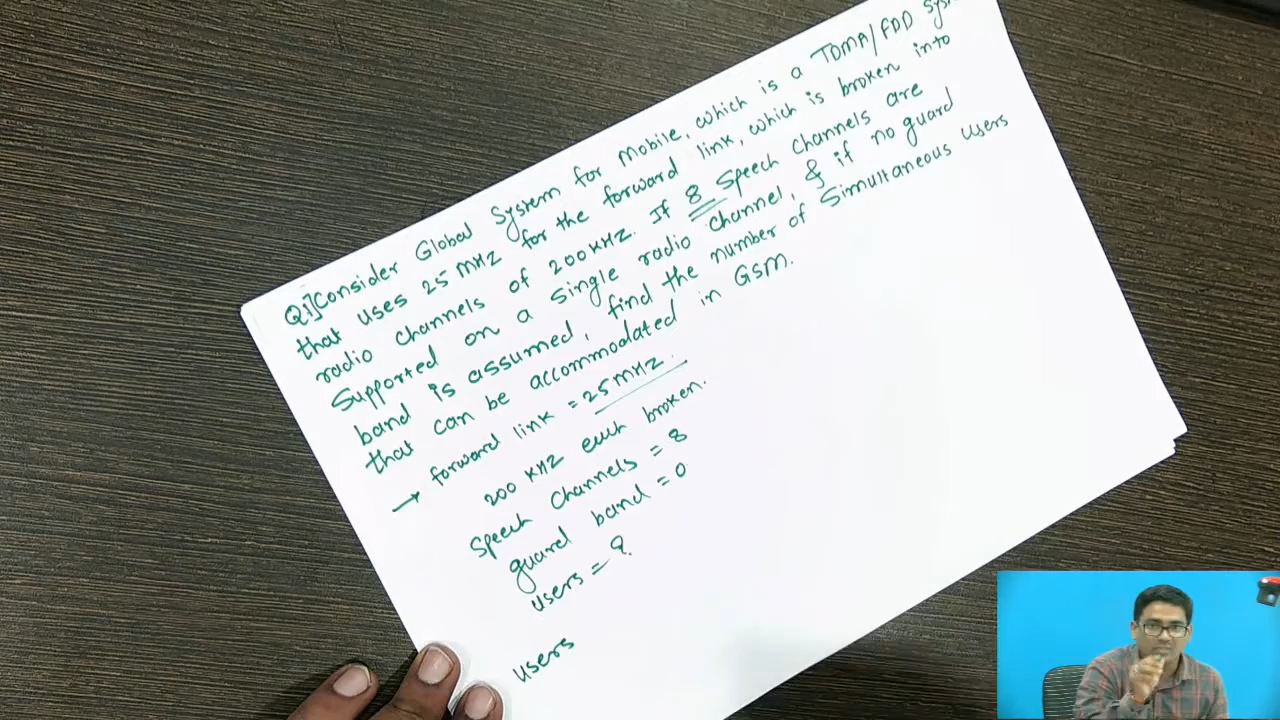 Q1]Consider Global System for Mobile, which is a TDMA/FDD
that uses 25 MHZ for the forward link, which is broken into
radio channels of 200KHZ. If 8 Speech channels are
Supported on a single radio channel, & if no guard
band is assumed, find the number of Simultaneous users
that can be accommodated in GSM.
→ forward link = 25 MHZ.
200 KHZ each broken.
Speech channels = 8
guard band = 0
users = ?
users